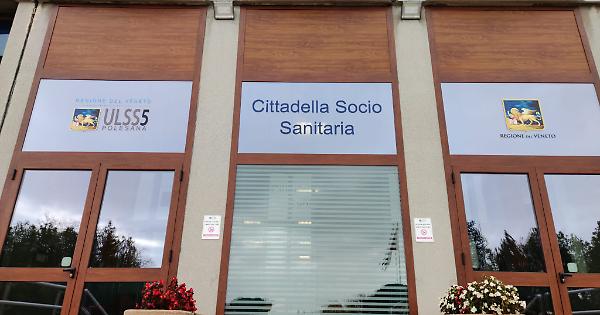 REGIONE DEL VENETO
ULSS5
POLESANA
Cittadella Socio
Sanitaria
REGIONE DEL VENETO